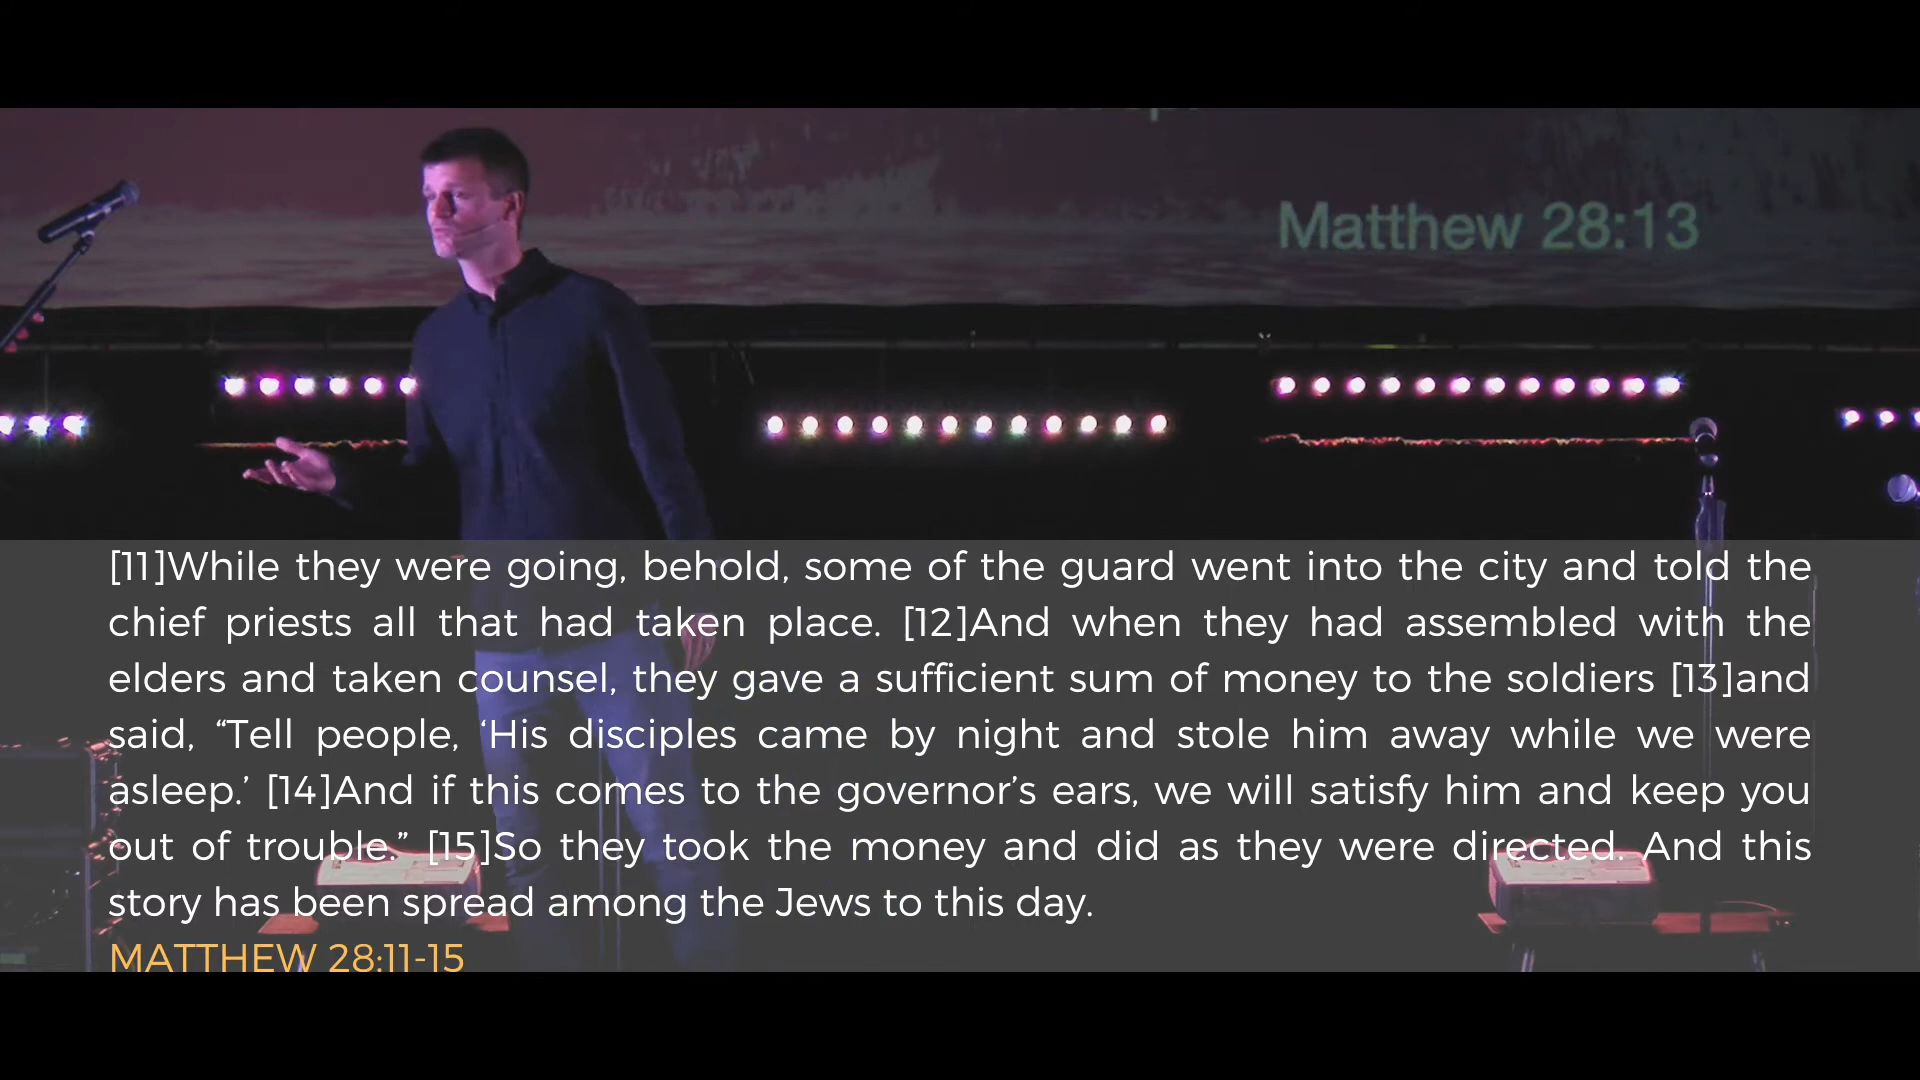 Matthew 28:13
[11]While they were going, behold, some of the guard went into the city and told the
chief priests all that had taken place. [12]And when they had assembled with the
elders and taken counsel, they gave a sufficient sum of money to the soldiers [13]and
said, “Tell people, ‘His disciples came by night and stole him away while we were
asleep.’ [14]And if this comes to the governor’s ears, we will satisfy him and keep you
out of trouble.” [15]So they took the money and did as they were directed. And this
story has been spread among the Jews to this day.
MATTHEW 28:11-15